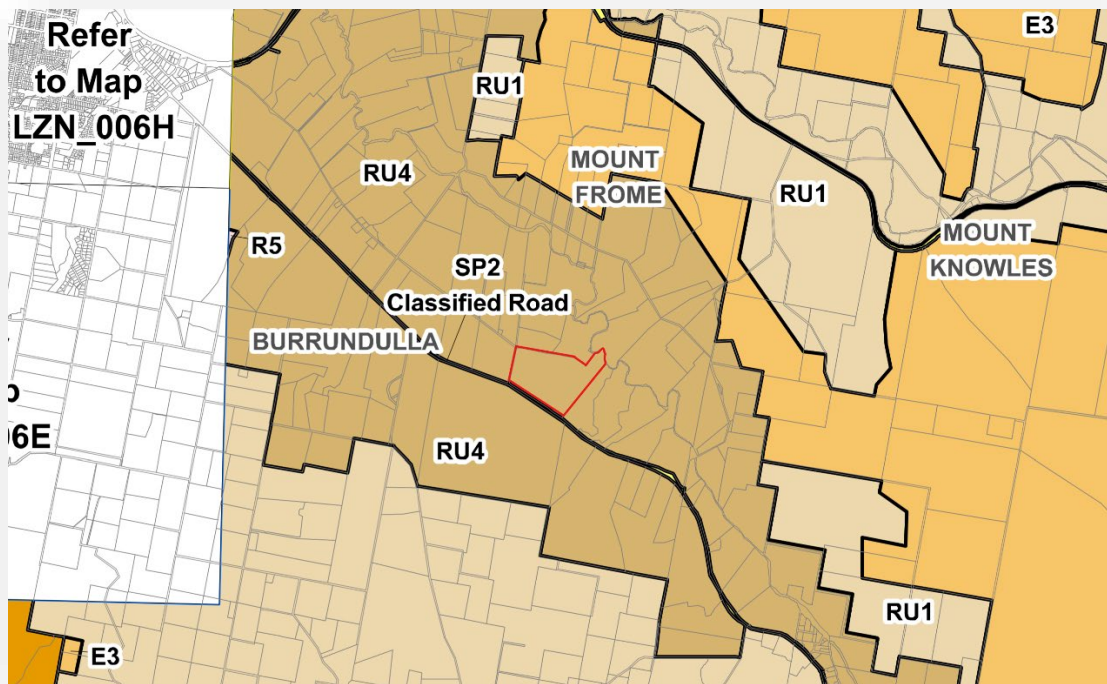 Refer
to Map
LZN_006H
E3
RU1
RU4
MOUNT
FROME
RU1
MOUNT
KNOWLES
R5
SP2
Classified Road
BURRUNDULLA
06E
RU4
RU1
E3